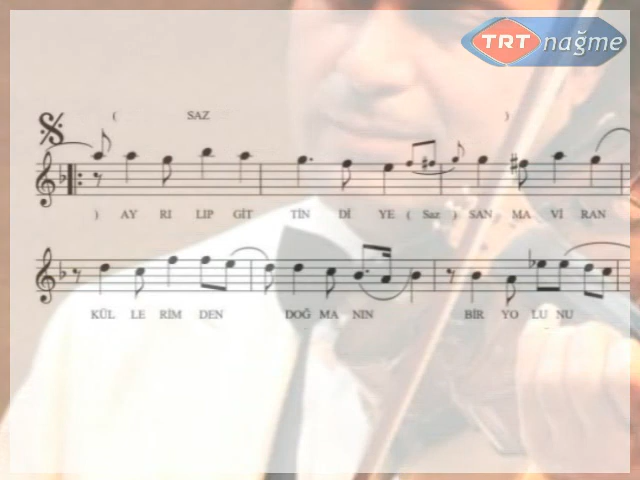 TRT nağme
( SAZ )
) AY RI LIP GİT TİN Dİ YE ( Saz ) SAN MA Vİ RAN
KÜL LE RİM DEN DOĞ MA NIN BİR YO LU NU